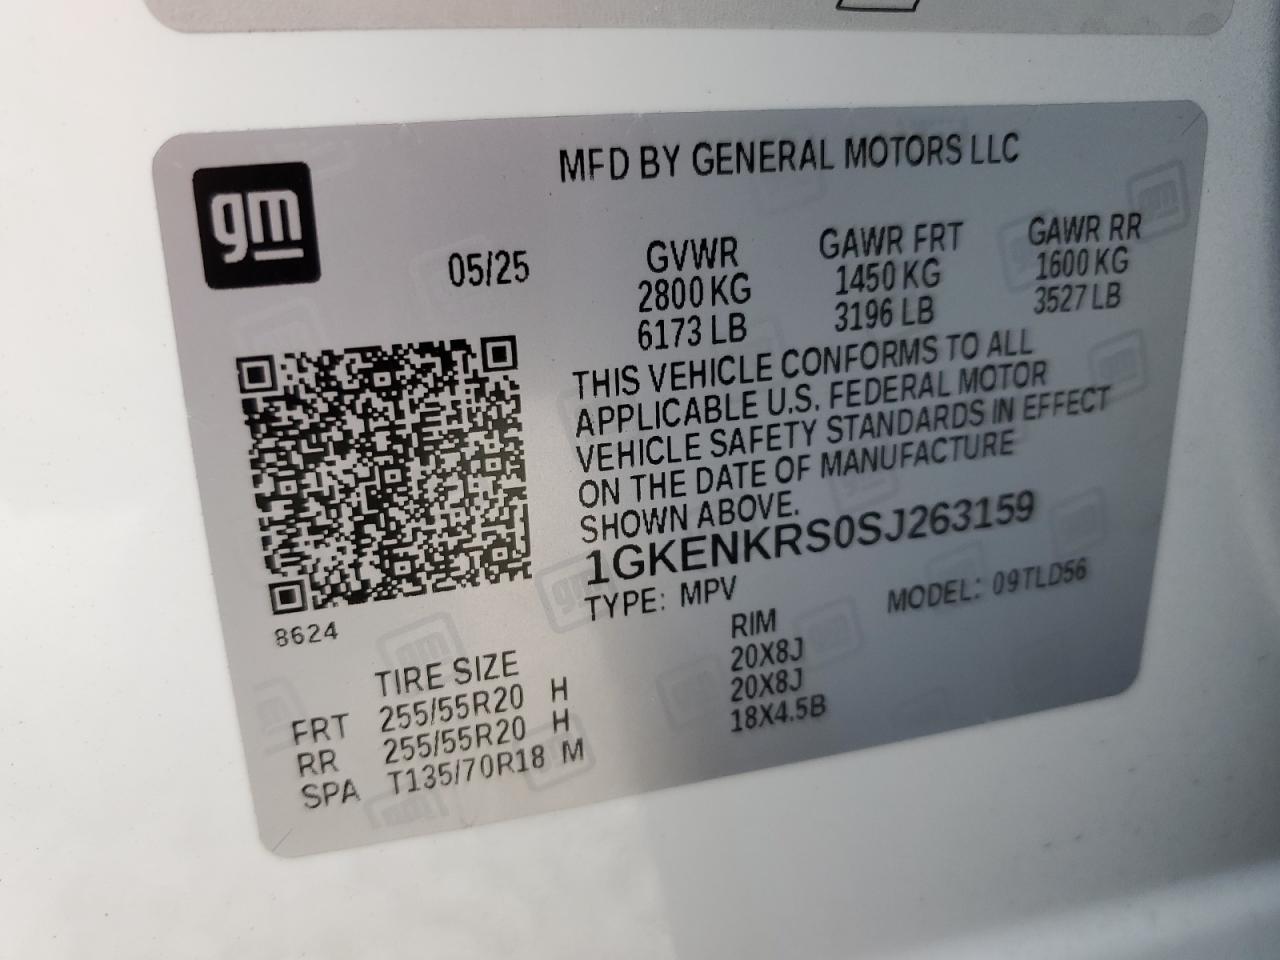 gm
MFD BY GENERAL MOTORS LLC
05/25
GVWR
2800 KG
6173 LB
GAWR FRT
1450 KG
3196 LB
GAWR RR
1600 KG
3527 LB
THIS VEHICLE CONFORMS TO ALL
APPLICABLE U.S. FEDERAL MOTOR
VEHICLE SAFETY STANDARDS IN EFFECT
ON THE DATE OF MANUFACTURE
SHOWN ABOVE.
1GKENKRS0SJ263159
TYPE: MPV
MODEL: 09TLD56
8624
TIRE SIZE
RIM
FRT 255/55R20 H 20X8J
RR 255/55R20 H 20X8J
SPA T135/70R18 M 18X4.5B